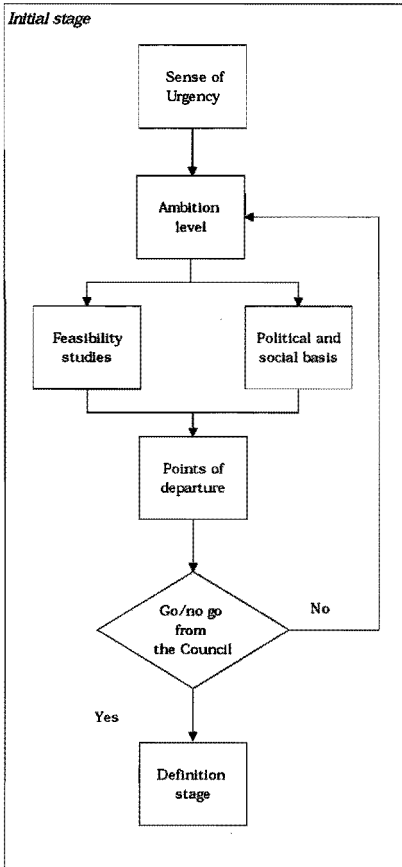 Initial stage
Sense of
Urgency
Ambition
level
Feasibility
studies
Political and
social basis
Points of
departure
Go/no go
from
the Council
No
Yes
Definition
stage